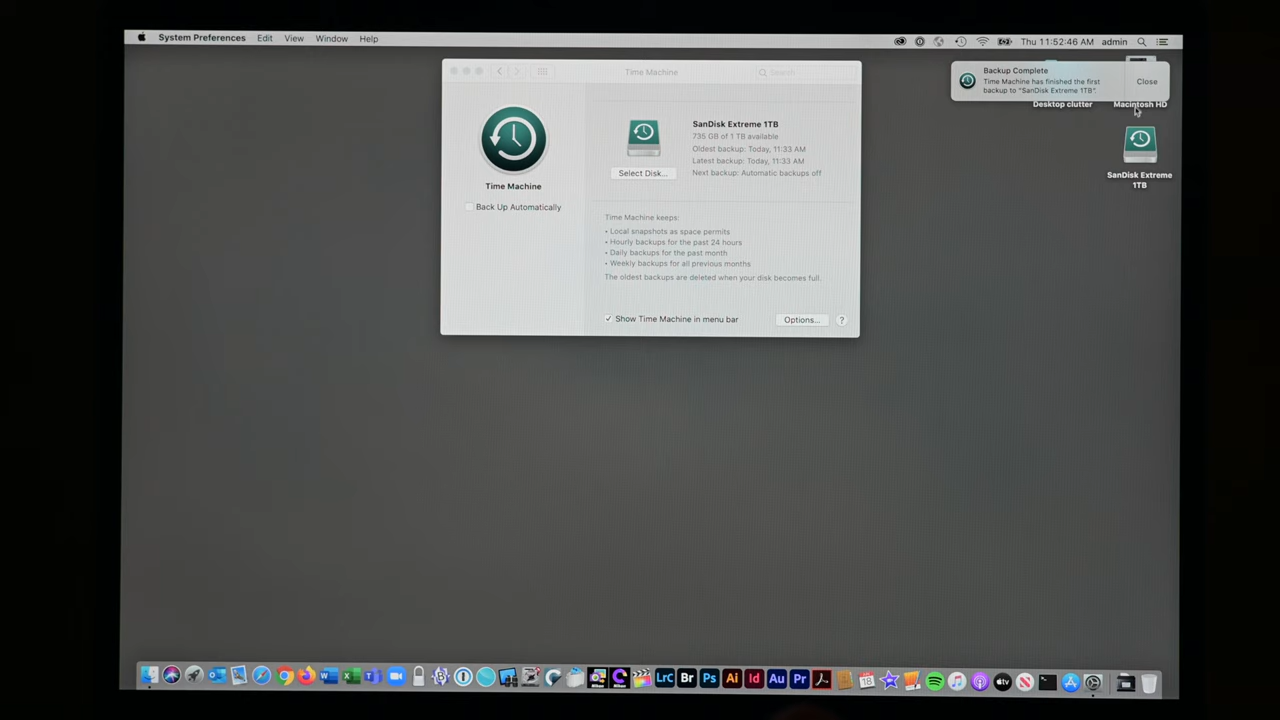 System Preferences Edit View Window Help
Thu 11:52:46 AM admin
Time Machine
Search
Backup Complete
Time Machine has finished the first
backup to "SanDisk Extreme 1TB".
Close
Desktop clutter
Macintosh HD
SanDisk Extreme
1TB
Time Machine
Back Up Automatically
Select Disk...
SanDisk Extreme 1TB
735 GB of 1 TB available
Oldest backup: Today, 11:33 AM
Latest backup: Today, 11:33 AM
Next backup: Automatic backups off
Time Machine keeps:
• Local snapshots as space permits
• Hourly backups for the past 24 hours
• Daily backups for the past month
• Weekly backups for all previous months
The oldest backups are deleted when your disk becomes full.
Show Time Machine in menu bar
Options...
?
LrC Br Ps Ai Id Au Pr
tv